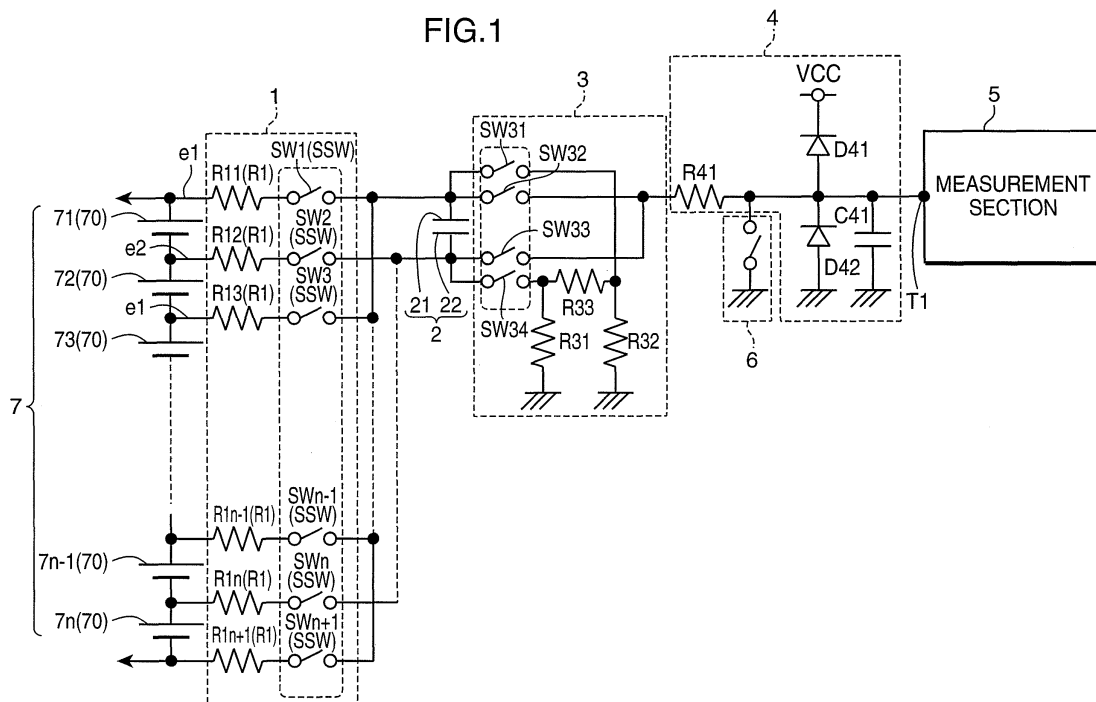 FIG.1
4
3
1
VCC
5
SW31
SW1(SSW)
SW32
D41
e1
R11(R1)
R41
MEASUREMENT
SECTION
71(70)
SW2
(SSW)
21
22
2
SW33
C41
e2
R12(R1)
D42
72(70)
SW3
(SSW)
R33
T1
e1
R13(R1)
SW34
73(70)
R31
R32
6
7
SWn-1
(SSW)
R1n-1(R1)
7n-1(70)
SWn
(SSW)
R1n(R1)
7n(70)
SWn+1
(SSW)
R1n+1(R1)